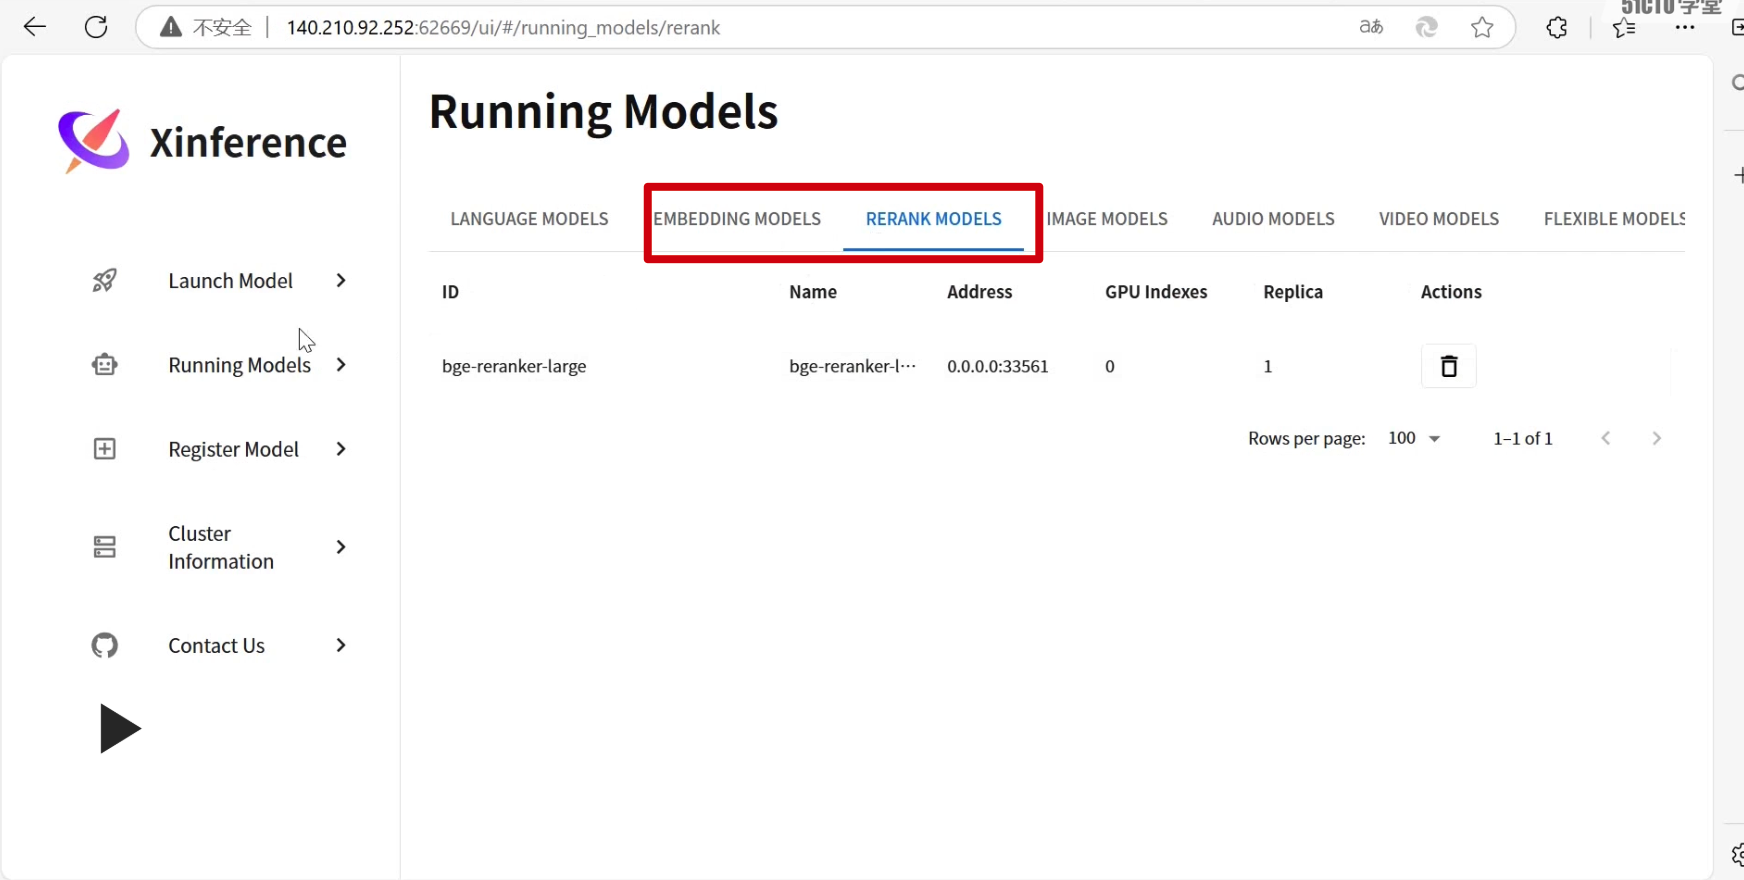 51CTO学堂
不安全 140.210.92.252:62669/ui/#/running_models/rerank
Xinference
Launch Model
Running Models
Register Model
Cluster
Information
Contact Us
Running Models
LANGUAGE MODELS EMBEDDING MODELS RERANK MODELS IMAGE MODELS AUDIO MODELS VIDEO MODELS FLEXIBLE MODELS
ID Name Address GPU Indexes Replica Actions
bge-reranker-large bge-reranker-l··· 0.0.0.0:33561 0 1
Rows per page: 100 1–1 of 1